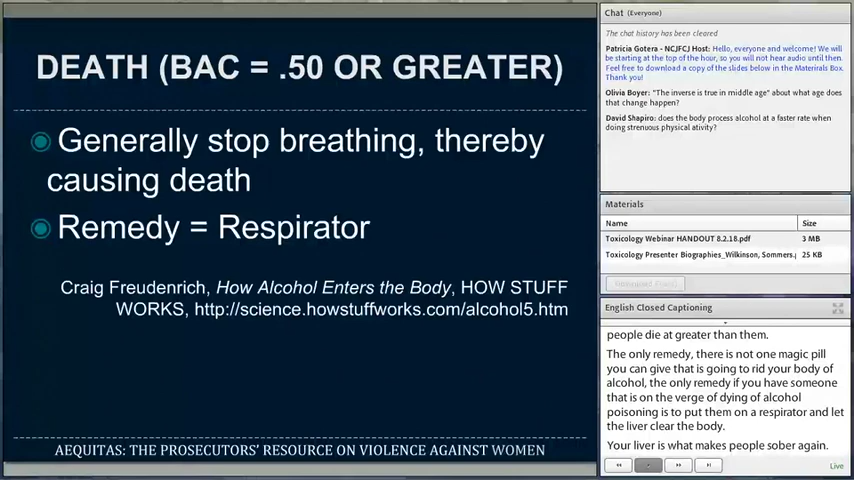 DEATH (BAC = .50 OR GREATER)
Generally stop breathing, thereby
causing death
Remedy = Respirator
Craig Freudenrich, How Alcohol Enters the Body, HOW STUFF
WORKS, http://science.howstuffworks.com/alcohol5.htm
AEQUITAS: THE PROSECUTORS' RESOURCE ON VIOLENCE AGAINST WOMEN
Chat (Everyone)
The chat history has been cleared
Patricia Gotera - NCJFCJ Host: Hello, everyone and welcome! We will
be starting at the top of the hour, so you will not hear audio until then.
Feel free to download a copy of the slides below in the Materirals Box.
Thank you!
Olivia Boyer: "The inverse is true in middle age" about what age does
that change happen?
David Shapiro: does the body process alcohol at a faster rate when
doing strenuous physical ativity?
Materials
Name Size
Toxicology Webinar HANDOUT 8.2.18.pdf 3 MB
Toxicology Presenter Biographies_Wilkinson, Sommers.p 25 KB
English Closed Captioning
people die at greater than them.
The only remedy, there is not one magic pill
you can give that is going to rid your body of
alcohol, the only remedy if you have someone
that is on the verge of dying of alcohol
poisoning is to put them on a respirator and let
the liver clear the body.
Your liver is what makes people sober again.
Live